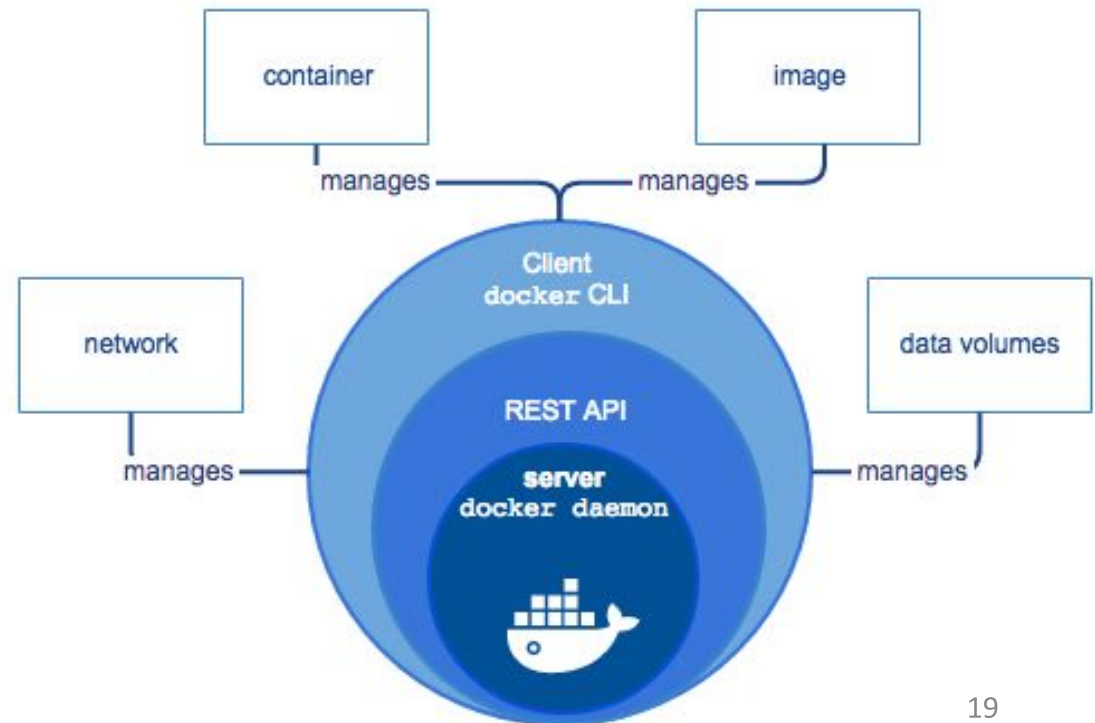 container
image
manages
manages
Client
docker CLI
network
data volumes
REST API
manages
manages
server
docker daemon
19